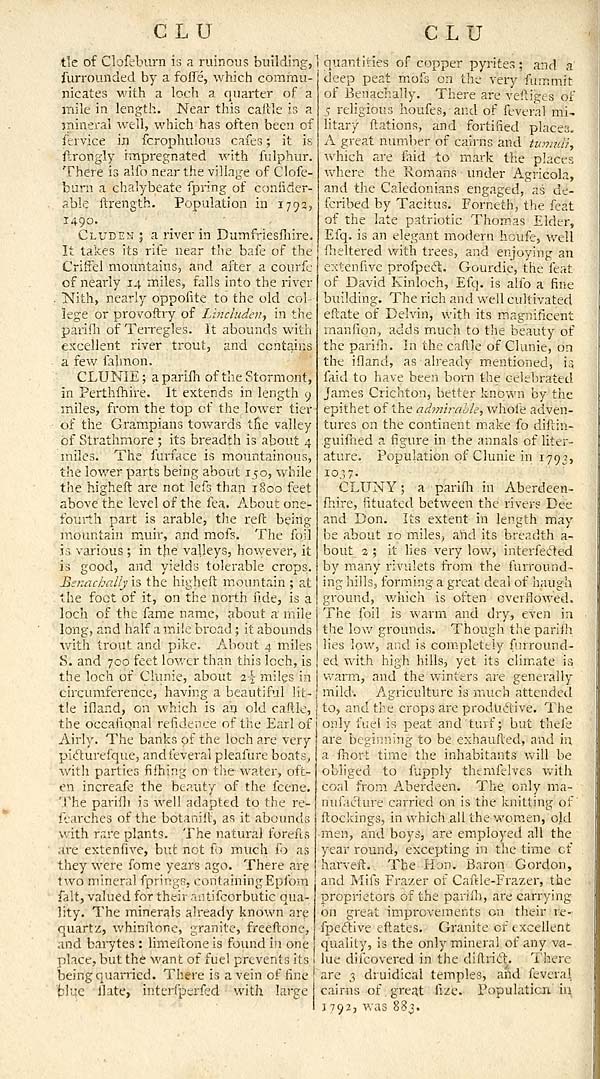 CLU
CLU
tle of Cloſeburn is a ruinous building,
ſurrounded by a foſſé, which commu-
nicates with a loch a quarter of a
mile in length. Near this caſtle is a
mineral well, which has often been of
ſervice in ſcrophulous caſes; it is
ſtrongly impregnated with ſulphur.
There is alſo near the village of Cloſe-
burn a chalybeate ſpring of conſider-
able ſtrength. Population in 1792,
1490.
CLUDEN; a river in Dumfriesſhire.
It takes its riſe near the baſe of the
Criffel mountains, and after a courſe
of nearly 14 miles, falls into the river
Nith, nearly oppoſite to the old col-
lege or provoſtry of Lincluden, in the
pariſh of Terregles. It abounds with
excellent river trout, and contains
a few ſalmon.
CLUNIE; a pariſh of the Stormont,
in Perthſhire. It extends in length 9
miles, from the top of the lower tier
of the Grampians towards the valley
of Strathmore; its breadth is about 4
miles. The ſurface is mountainous,
the lower parts being about 150, while
the higheſt are not leſs than 1800 feet
above the level of the ſea. About one-
fourth part is arable, the reſt being
mountain muir, and moſs. The ſoil
is various; in the valleys, however, it
is good, and yields tolerable crops.
Benachally is the higheſt mountain; at
the foot of it, on the north ſide, is a
loch of the ſame name, about a mile
long, and half a mile broad; it abounds
with trout and pike. About 4 miles
S. and 700 feet lower than this loch, is
the loch of Clunie, about 2½ miles in
circumference, having a beautiful lit-
tle iſland, on which is an old caſtle,
the occaſional reſidence of the Earl of
Airly. The banks of the loch are very
pictureſque, and ſeveral pleaſure boats,
with parties fiſhing on the water, oft-
en increaſe the beauty of the ſcene.
The pariſh is well adapted to the re-
ſearches of the botaniſt, as it abounds
with rare plants. The natural foreſts
are extenſive, but not ſo much ſo as
they were ſome years ago. There are
two mineral ſprings, containing Epſom
ſalt, valued for their antiſcorbutic qua-
lity. The minerals already known are
quartz, whinſtone, granite, freeſtone,
and barytes: limeſtone is found in one
place, but the want of fuel prevents its
being quarried. There is a vein of fine
blue ſlate, interſperſed with large
quantities of copper pyrites; and a
deep peat moſs on the very ſummit
of Benachally. There are veſtiges of
5 religious houſes, and of ſeveral mi-
litary ſtations, and fortified places.
A great number of cairns and tumuli,
which are ſaid to mark the places
where the Romans under Agricola,
and the Caledonians engaged, as de-
ſcribed by Tacitus. Forneth, the ſeat
of the late patriotic Thomas Elder,
Eſq. is an elegant modern houſe, well
ſheltered with trees, and enjoying an
extenſive proſpect. Gourdie, the ſeat
of David Kinloch, Eſq. is alſo a fine
building. The rich and well cultivated
eſtate of Delvin, with its magnificent
manſion, adds much to the beauty of
the pariſh. In the caſtle of Clunie, on
the iſland, as already mentioned, is
ſaid to have been born the celebrated
James Crichton, better known by the
epithet of the admirable, whoſe adven-
tures on the continent make ſo diſtin-
guiſhed a figure in the annals of liter-
ature. Population of Clunie in 1793,
1037.
CLUNY; a pariſh in Aberdeen-
ſhire, ſituated between the rivers Dee
and Don. Its extent in length may
be about 10 miles, and its breadth a-
bout 2; it lies very low, interſected
by many rivulets from the ſurround-
ing hills, forming a great deal of haugh
ground, which is often overflowed.
The ſoil is warm and dry, even in
the low grounds. Though the pariſh
lies low, and is completely ſurround-
ed with high hills, yet its climate is
warm, and the winters are generally
mild. Agriculture is much attended
to, and the crops are productive. The
only fuel is peat and turf; but theſe
are beginning to be exhauſted, and in
a ſhort time the inhabitants will be
obliged to ſupply themſelves with
coal from Aberdeen. The only ma-
nufacture carried on is the knitting of
ſtockings, in which all the women, old
men, and boys, are employed all the
year round, excepting in the time of
harveſt. The Hon. Baron Gordon,
and Miſs Frazer of Caſtle-Frazer, the
proprietors of the pariſh, are carrying
on great improvements on their re-
ſpective eſtates. Granite of excellent
quality, is the only mineral of any va-
lue diſcovered in the diſtrict. There
are 3 druidical temples, and ſeveral
cairns of great ſize. Population in
1792, was 883.